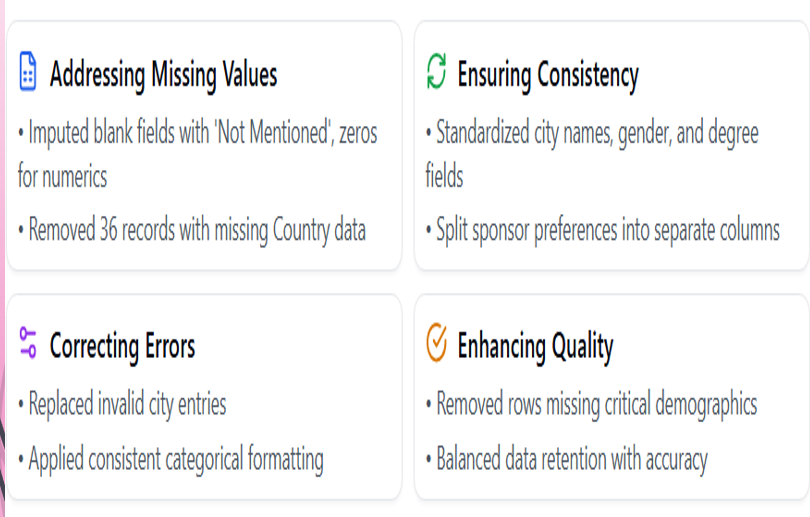 Addressing Missing Values
• Imputed blank fields with 'Not Mentioned', zeros
for numerics
• Removed 36 records with missing Country data
Ensuring Consistency
• Standardized city names, gender, and degree
fields
• Split sponsor preferences into separate columns
Correcting Errors
• Replaced invalid city entries
• Applied consistent categorical formatting
Enhancing Quality
• Removed rows missing critical demographics
• Balanced data retention with accuracy